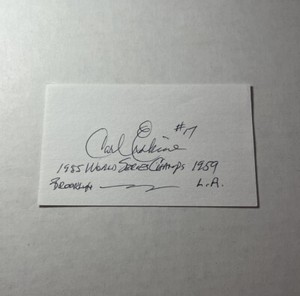 Carl Erskine #17
1955 WORLD SERIES CHAMPS 1959
BROOKLYN L.A.